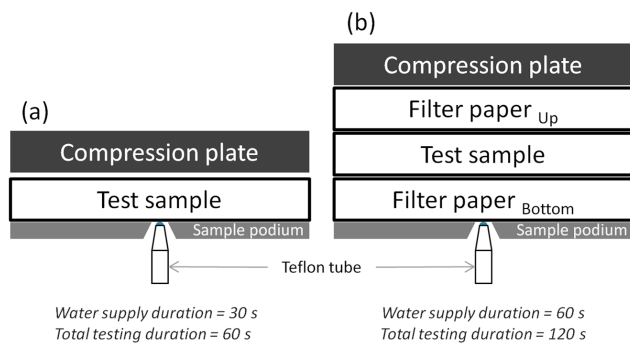 (a)
Compression plate
Test sample
Sample podium
(b)
Compression plate
Filter paper Up
Test sample
Filter paper Bottom
Sample podium
Teflon tube
Water supply duration = 30 s
Total testing duration = 60 s
Water supply duration = 60 s
Total testing duration = 120 s